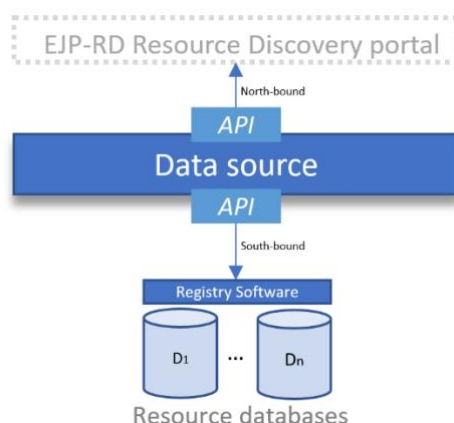 EJP-RD Resource Discovery portal
North-bound
API
Data source
API
South-bound
Registry Software
D1 ... Dn
Resource databases